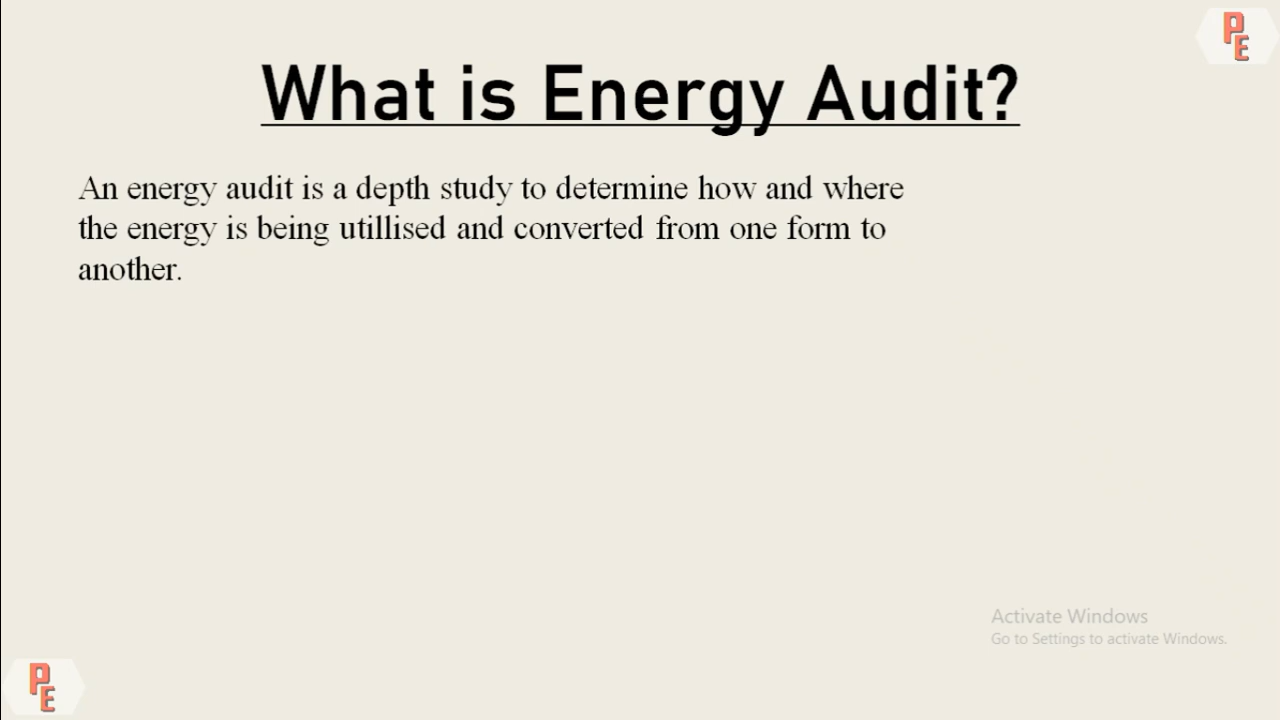 PE
What is Energy Audit?
An energy audit is a depth study to determine how and where
the energy is being utillised and converted from one form to
another.
Activate Windows
Go to Settings to activate Windows.
PE